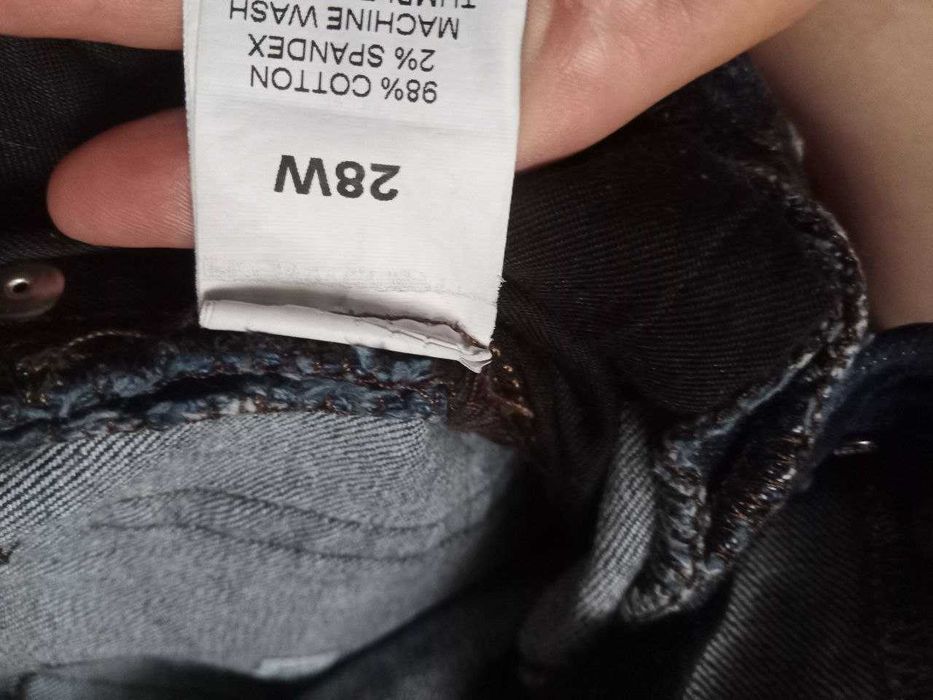 28W
98% COTTON
2% SPANDEX
MACHINE WASH